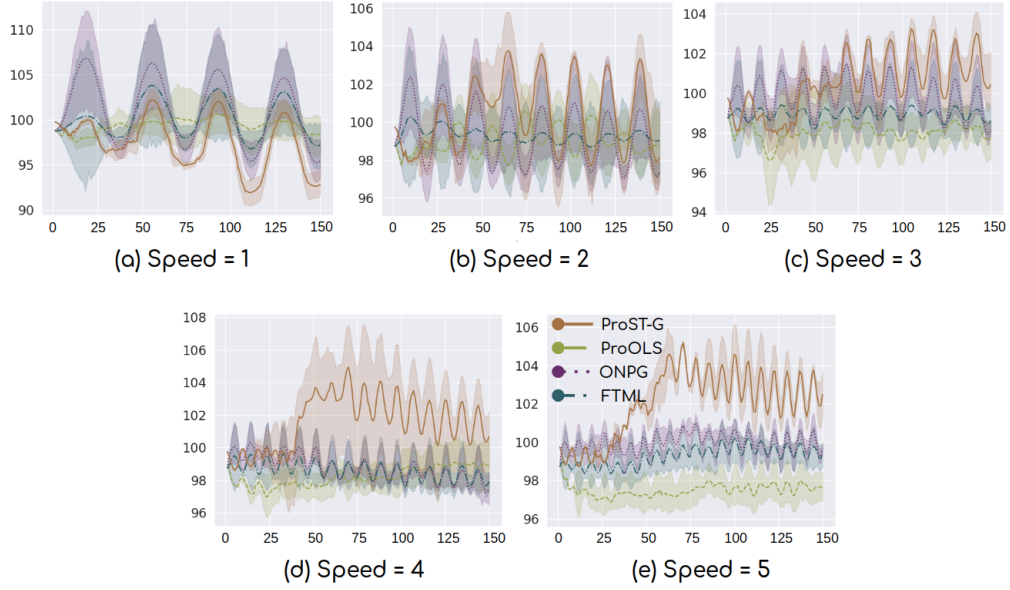 110
105
100
95
90
0 25 50 75 100 125 150
(a) Speed = 1
106
104
102
100
98
96
0 25 50 75 100 125 150
(b) Speed = 2
104
102
100
98
96
94
0 25 50 75 100 125 150
(c) Speed = 3
108
106
104
102
100
98
96
0 25 50 75 100 125 150
(d) Speed = 4
106
104
102
100
98
96
ProST-G
ProOLS
ONPG
FTML
0 25 50 75 100 125 150
(e) Speed = 5